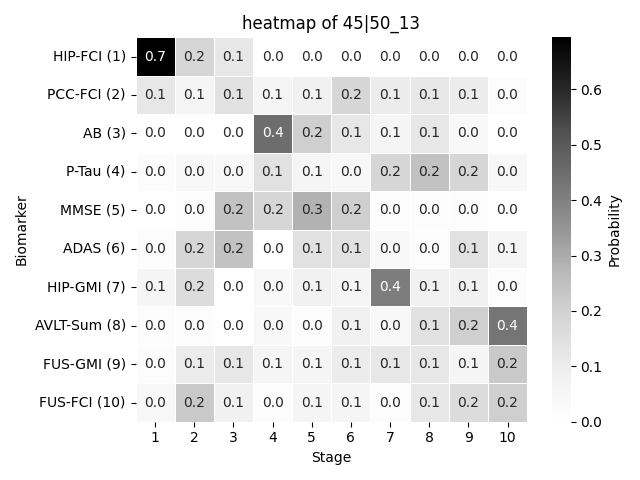 heatmap of 45|50_13
HIP-FCI (1) 0.7 0.2 0.1 0.0 0.0 0.0 0.0 0.0 0.0 0.0
PCC-FCI (2) 0.1 0.1 0.1 0.1 0.1 0.2 0.1 0.1 0.1 0.0
AB (3) 0.0 0.0 0.0 0.4 0.2 0.1 0.1 0.1 0.0 0.0
P-Tau (4) 0.0 0.0 0.0 0.1 0.1 0.0 0.2 0.2 0.2 0.0
MMSE (5) 0.0 0.0 0.2 0.2 0.3 0.2 0.0 0.0 0.0 0.0
ADAS (6) 0.0 0.2 0.2 0.0 0.1 0.1 0.0 0.0 0.1 0.1
HIP-GMI (7) 0.1 0.2 0.0 0.0 0.1 0.1 0.4 0.1 0.1 0.0
AVLT-Sum (8) 0.0 0.0 0.0 0.0 0.0 0.1 0.0 0.1 0.2 0.4
FUS-GMI (9) 0.0 0.1 0.1 0.1 0.1 0.1 0.1 0.1 0.1 0.2
FUS-FCI (10) 0.0 0.2 0.1 0.0 0.1 0.1 0.0 0.1 0.2 0.2
1 2 3 4 5 6 7 8 9 10
Stage
Biomarker
0.6
0.5
0.4
0.3
0.2
0.1
0.0
Probability